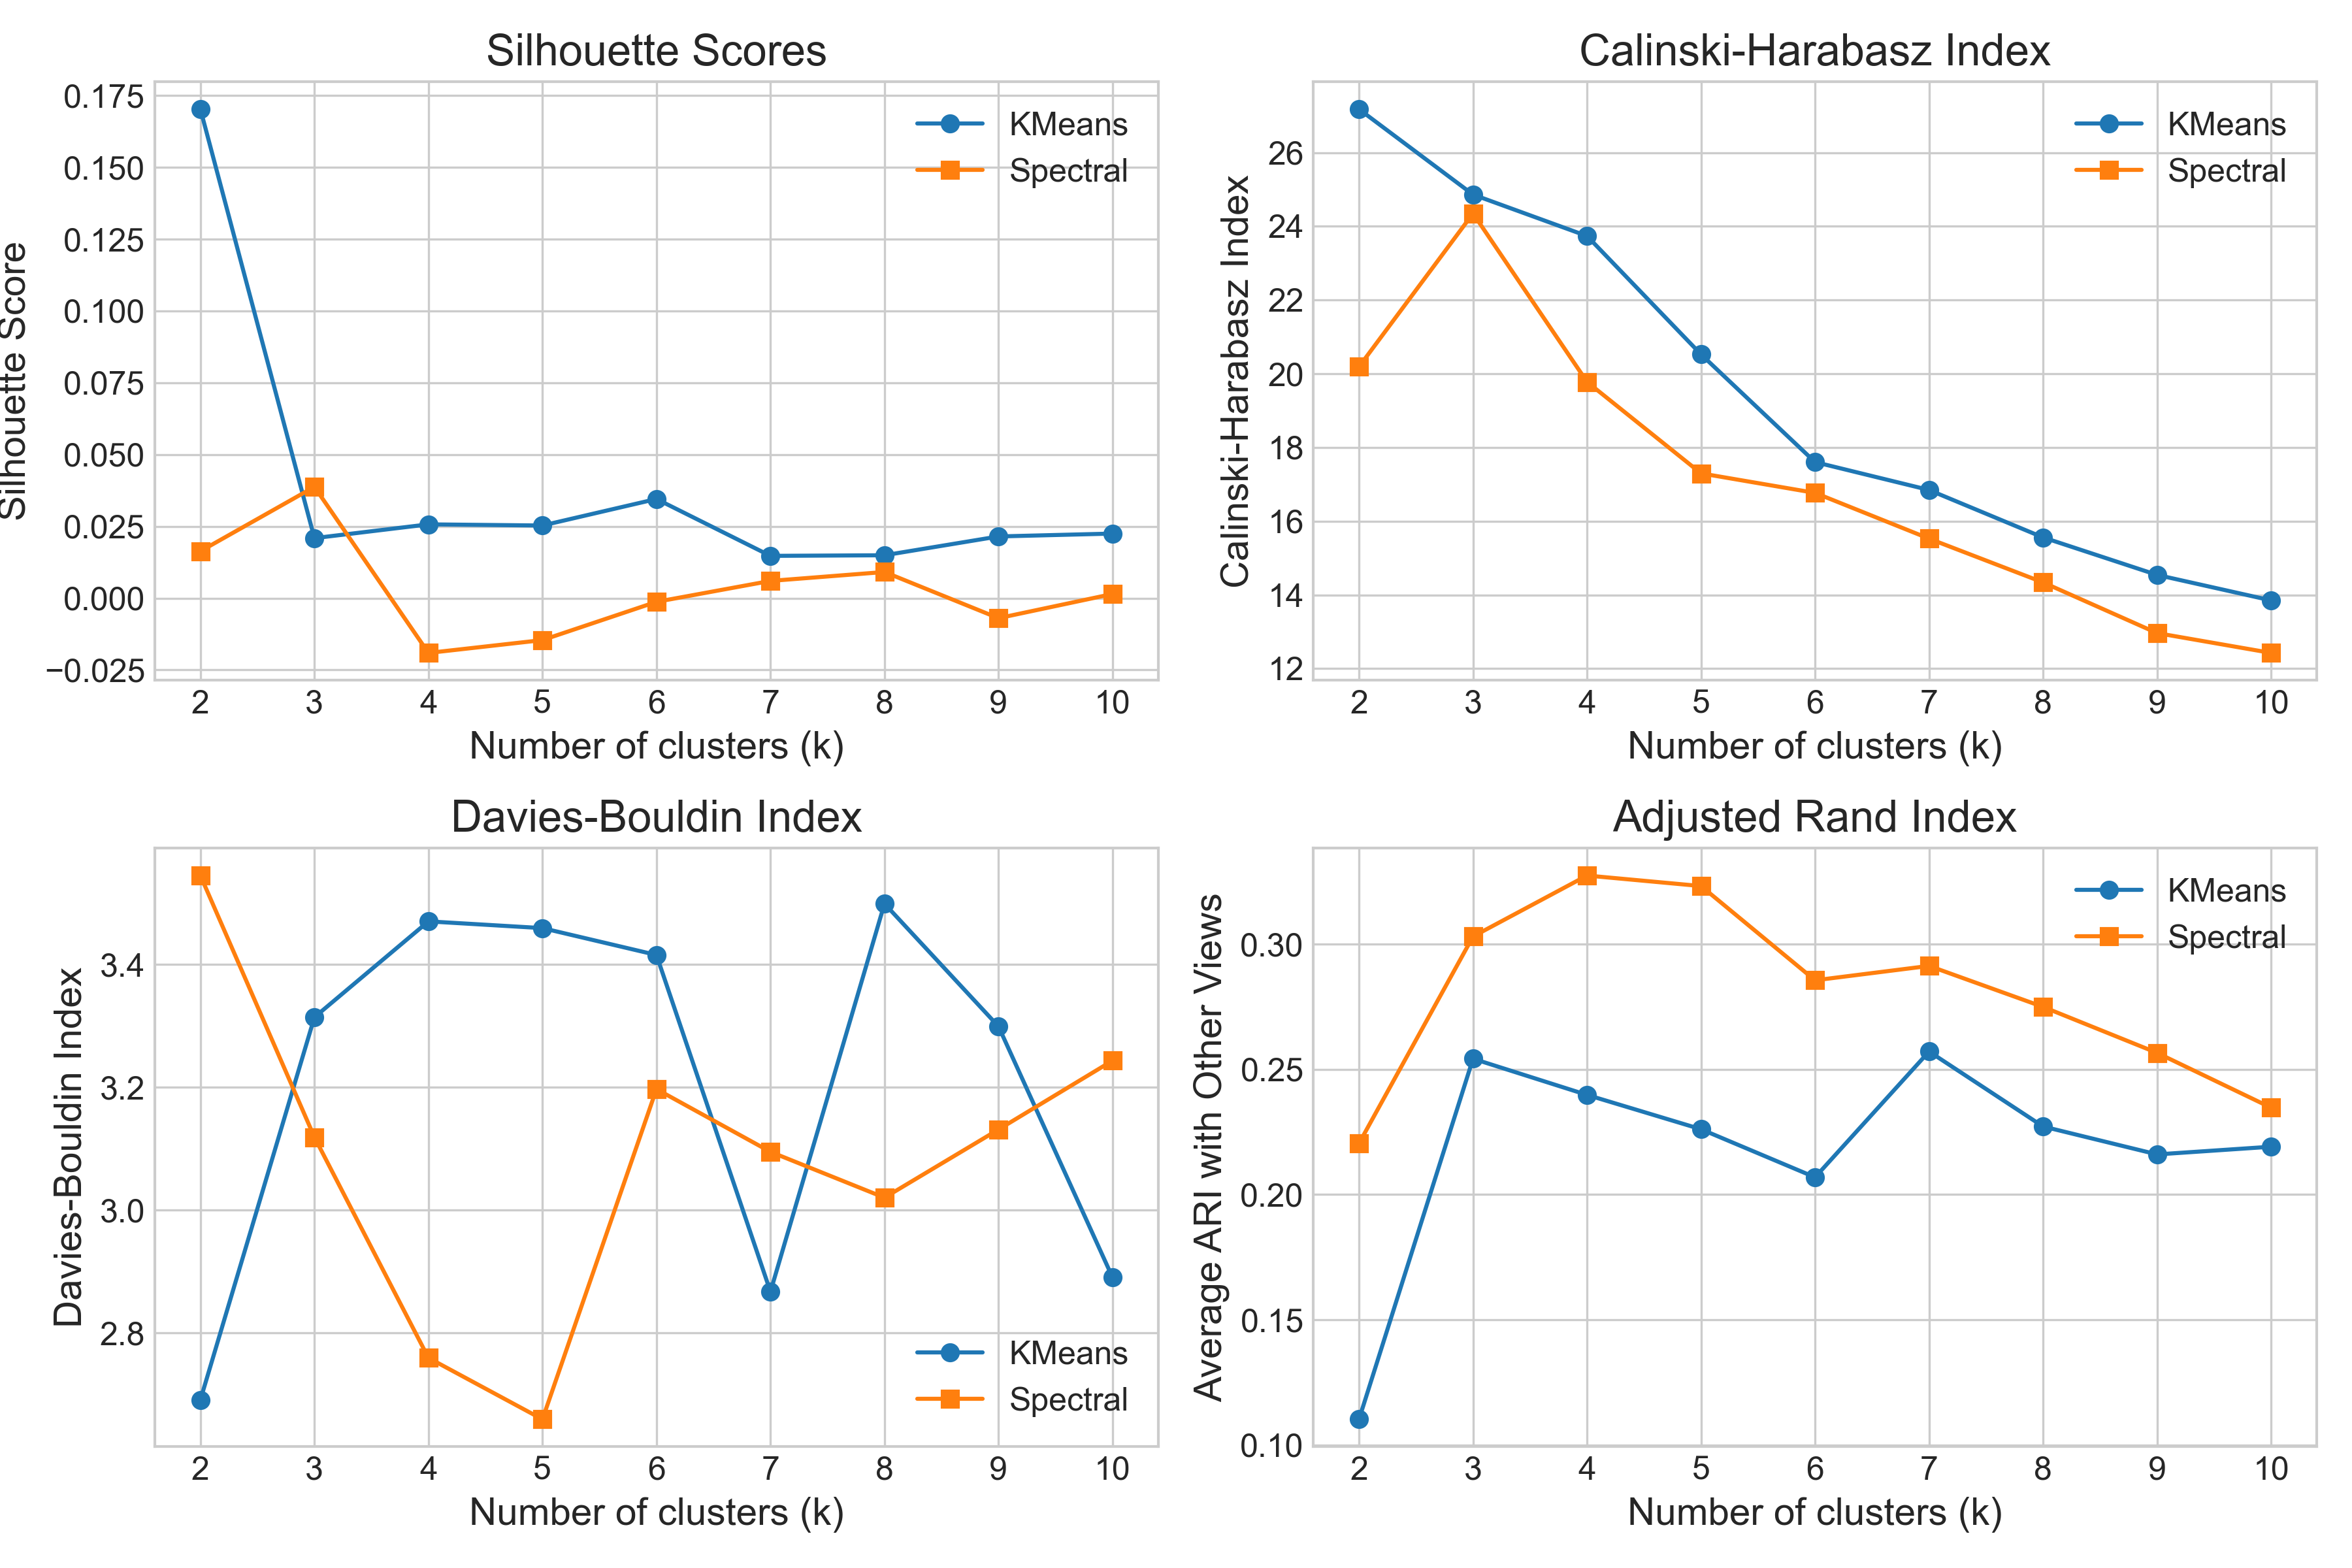 Silhouette Scores
Silhouette Score
0.175
0.150
0.125
0.100
0.075
0.050
0.025
0.000
−0.025
KMeans
Spectral
2 3 4 5 6 7 8 9 10
Number of clusters (k)
Calinski-Harabasz Index
Calinski-Harabasz Index
26
24
22
20
18
16
14
12
KMeans
Spectral
2 3 4 5 6 7 8 9 10
Number of clusters (k)
Davies-Bouldin Index
Davies-Bouldin Index
3.4
3.2
3.0
2.8
KMeans
Spectral
2 3 4 5 6 7 8 9 10
Number of clusters (k)
Adjusted Rand Index
Average ARI with Other Views
0.30
0.25
0.20
0.15
0.10
KMeans
Spectral
2 3 4 5 6 7 8 9 10
Number of clusters (k)